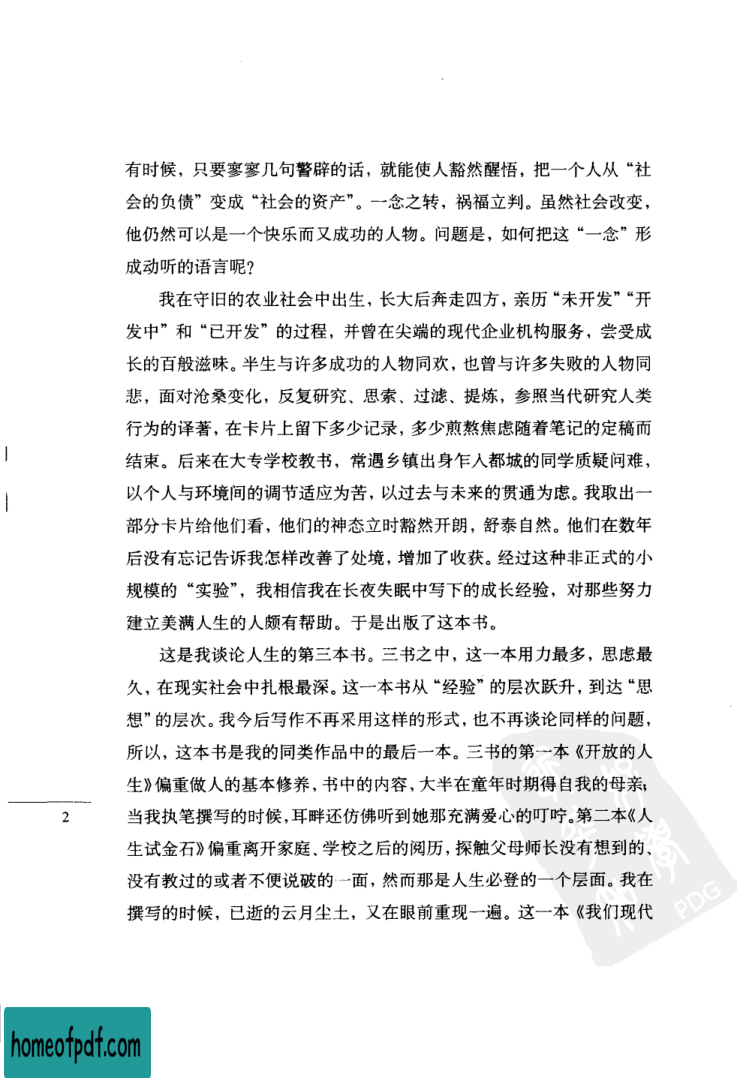 有时候，只要寥寥几句警辟的话，就能使人豁然醒悟，把一个人从“社
会的负债”变成“社会的资产”。一念之转，祸福立判。虽然社会改变，
他仍然可以是一个快乐而又成功的人物。问题是，如何把这“一念”形
成动听的语言呢?
我在守旧的农业社会中出生，长大后奔走四方，亲历“未开发”“开
发中”和“已开发”的过程，并曾在尖端的现代企业机构服务，尝受成
长的百般滋味。半生与许多成功的人物同欢，也曾与许多失败的人物同
悲，面对沧桑变化，反复研究、思索、过滤、提炼，参照当代研究人类
行为的译著，在卡片上留下多少记录，多少煎熬焦虑随着笔记的定稿而
结束。后来在大专学校教书，常遇乡镇出身乍入都城的同学质疑问难，
以个人与环境间的调节适应为苦，以过去与未来的贯通为虑。我取出一
部分卡片给他们看，他们的神态立时豁然开朗，舒泰自然。他们在数年
后没有忘记告诉我怎样改善了处境，增加了收获。经过这种非正式的小
规模的“实验”，我相信我在长夜失眠中写下的成长经验，对那些努力
建立美满人生的人颇有帮助。于是出版了这本书。
这是我谈论人生的第三本书。三书之中，这一本用力最多，思虑最
久，在现实社会中扎根最深。这一本书从“经验”的层次跃升，到达“思
想”的层次。我今后写作不再采用这样的形式，也不再谈论同样的问题，
所以，这本书是我的同类作品中的最后一本。三书的第一本《开放的人
生》偏重做人的基本修养，书中的内容，大半在童年时期得自我的母亲；
当我执笔撰写的时候，耳畔还仿佛听到她那充满爱心的叮咛。第二本《人
生试金石》偏重离开家庭、学校之后的阅历，探触父母师长没有想到的、
没有教过的或者不便说破的一面，然而那是人生必登的一个层面。我在
撰写的时候，已逝的云月尘土，又在眼前重现一遍。这一本《我们现代
2
PDG
homeofpdf.com